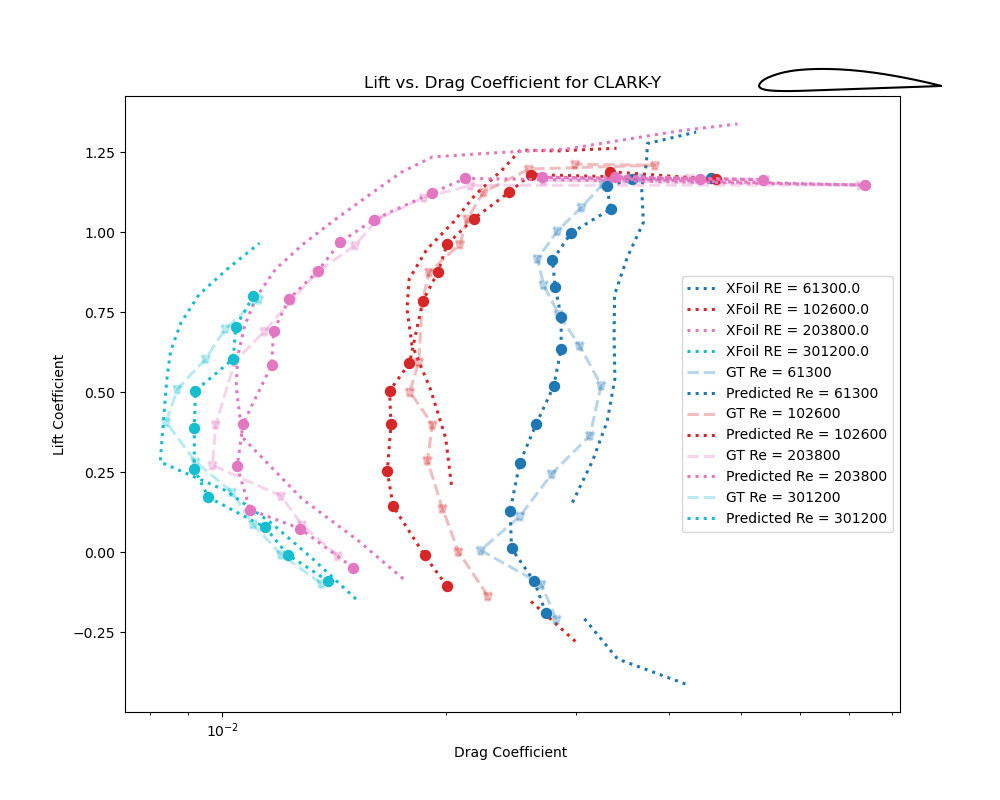 Lift vs. Drag Coefficient for CLARK-Y
1.25
1.00
0.75
0.50
0.25
0.00
−0.25
Lift Coefficient
10⁻²
Drag Coefficient
XFoil RE = 61300.0
XFoil RE = 102600.0
XFoil RE = 203800.0
XFoil RE = 301200.0
GT Re = 61300
Predicted Re = 61300
GT Re = 102600
Predicted Re = 102600
GT Re = 203800
Predicted Re = 203800
GT Re = 301200
Predicted Re = 301200